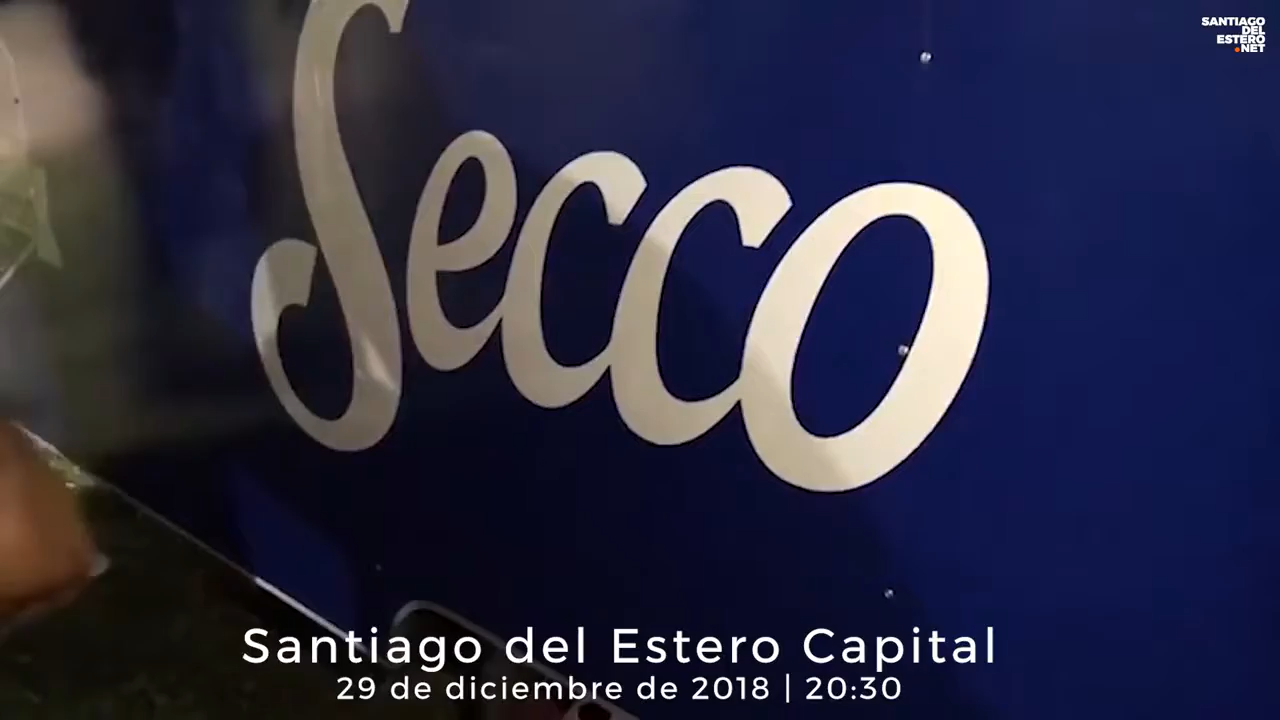 SANTIAGO
DEL
ESTERO
.NET
Secco
Santiago del Estero Capital
29 de diciembre de 2018 | 20:30